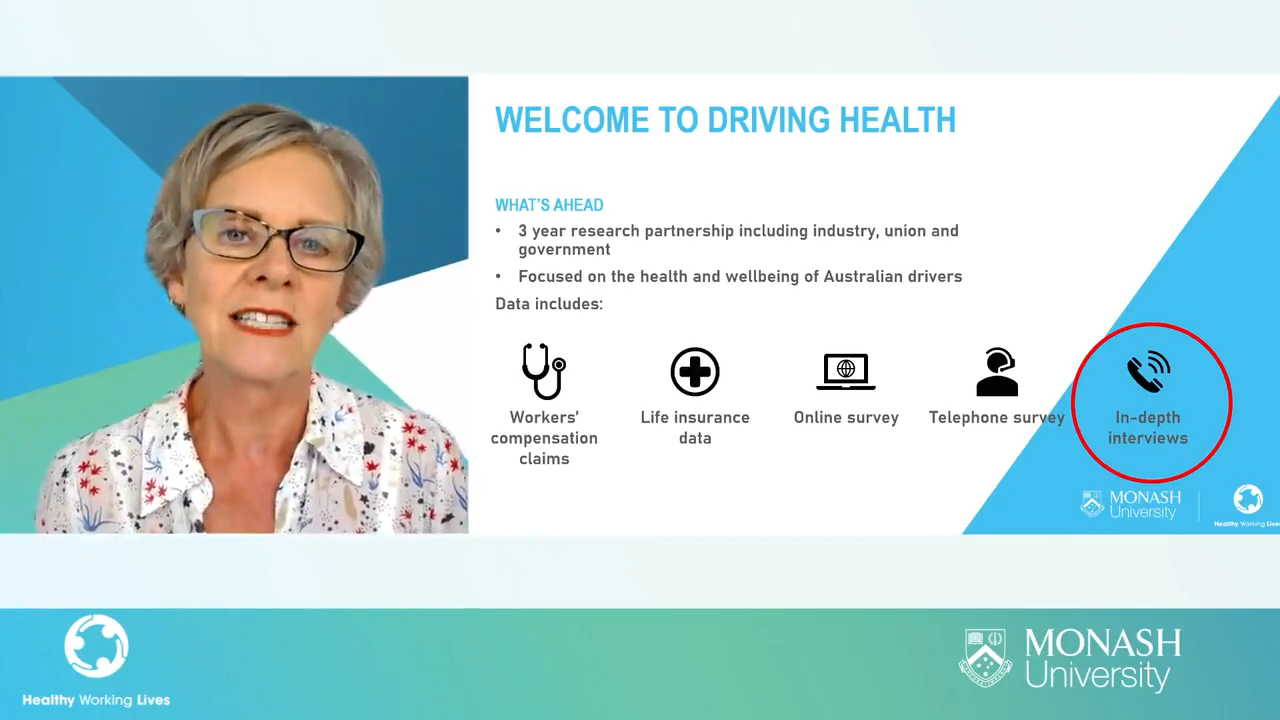 WELCOME TO DRIVING HEALTH
WHAT'S AHEAD
• 3 year research partnership including industry, union and
government
• Focused on the health and wellbeing of Australian drivers
Data includes:
Workers'
compensation
claims
Life insurance
data
Online survey
Telephone survey
In-depth
interviews
MONASH
University
Healthy Working Lives
Healthy Working Lives
MONASH
University